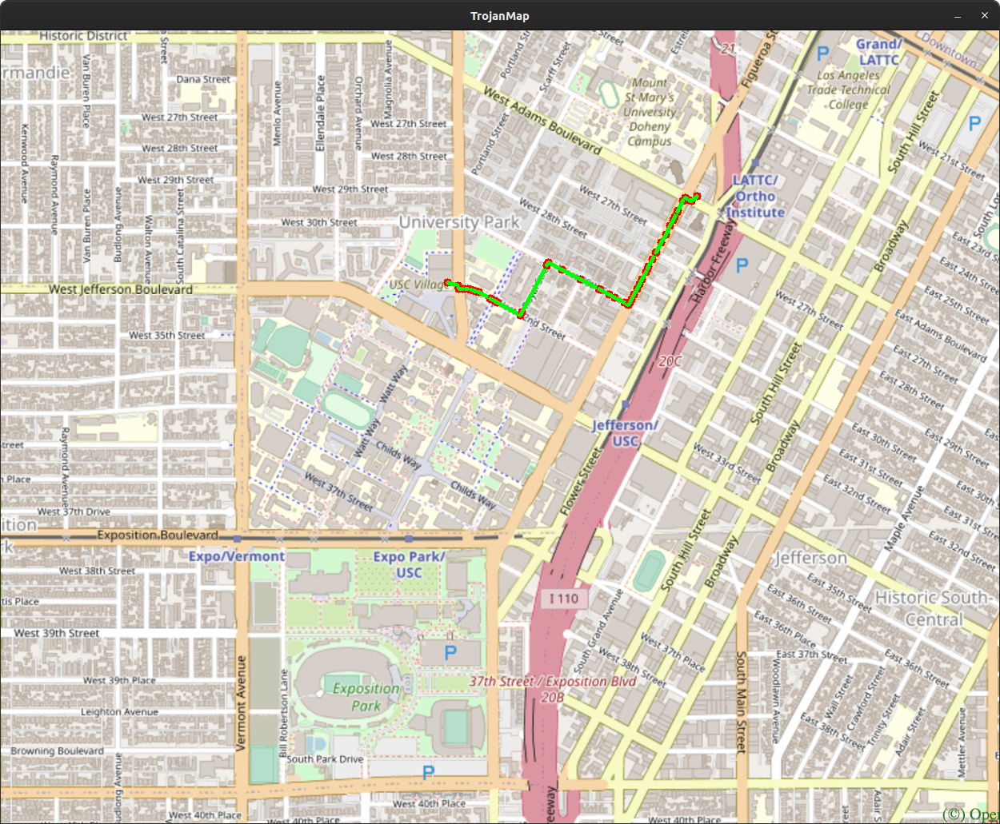 TrojanMap
Historic District
Street
Portland St
Street
Estre
21
Figueroa St
Grand/
LATTC
Downtown
P
rmandie
Van Buren Place
Dana Street
Menlo Avenue
Ellendale Place
Orchard Avenue
Magnolia Avenue
Scarff Street
Mount
St Mary's
University
Doheny
Campus
Los Angeles
Trade Technical
College
South Hill Street
P
West Adams Boulevard
West 27th Street
West 27th Street
Kenwood Avenue
West 28th Street
West 28th Street
Portland Street
West 21st Street
Raymond Avenue
West 29th Street
West 29th Street
Van Buren Place
Budlong Avenue
Walton Avenue
South Catalina Street
West 27th Street
West 28th Street
LATTC/
Ortho
Institute
University Park
West 30th Street
South Lo
Broadway
East 23rd Street
Harbor Freeway
P
USC Village
West Jefferson Boulevard
West 27th Street
East 25th Street
East Adams Boulevard
2nd Street
West 35th Street
East 27th Street
20C
South Hill Street
East 28th Street
Watt Way
Watt Way
Jefferson/
USC
Raymond Avenue
Childs Way
Broadway
East 30th Street
East 29th Street
treet
West 33rd Street
East 31st Street
n Place
West 37th Street
Childs Way
Flower Street
East 32nd Street
East 30th
Maple Avenue
West 37th Drive
East 31st
ition
rk
Exposition Boulevard
South Hill Street
East 32nd Street
Expo/Vermont
Expo Park/
USC
Broadway
Jefferson
West 38th Street
East 35th Street
I 110
East 36th Street
Historic South-
Central
tis Place
South Grand Avenue
West 39th Street
East 36th Place
West 37th Place
P
East 37th Street
East 36th Street
West 38th Street
Vermont Avenue
Bill Robertson Lane
West 39th Place
Exposition
Park
37th Street / Exposition Blvd
20B
South Main Street
Woodlawn Avenue
Wall Street
Crawford Street
Trinity Street
Adair Street
Leighton Avenue
East 38th Street
Mettler Avenue
Browning Boulevard
South Park Drive
udlong Avenue
P
West 40th Street
West 40th Place
West 40th Place
reeway
West 40th Place
Adair S
(©) Oper